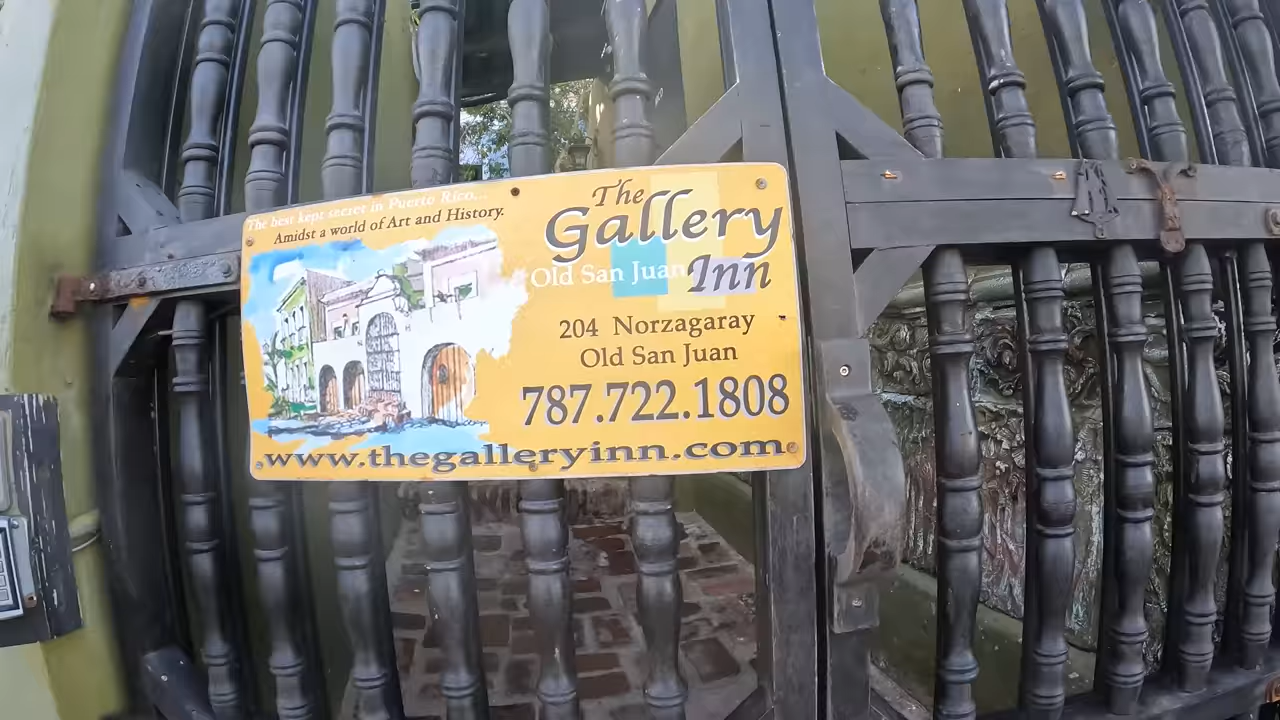 The best kept secret in Puerto Rico...
Amidst a world of Art and History.
The
Gallery
Old San Juan Inn
204 Norzagaray
Old San Juan
787.722.1808
www.thegalleryinn.com